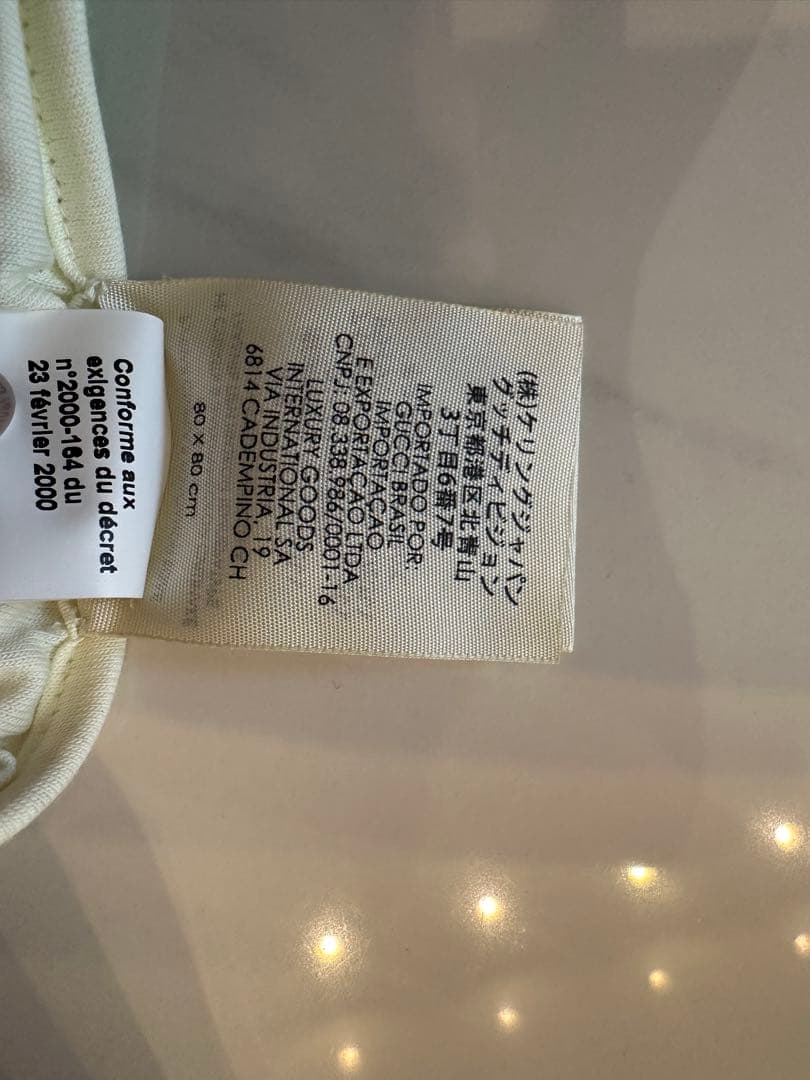 (株)ケリングジャパン
グッチディビジョン
東京都港区北青山
3丁目6番7号
IMPORTADO POR
GUCCI BRASIL
IMPORTAÇAO
E EXPORTAÇAO LTDA
CNPJ: 08.338.986/0001-16
LUXURY GOODS
INTERNATIONAL SA
VIA INDUSTRIA, 19
6814 CADEMPINO CH
80 X 80 cm
Conforme aux
exigences du décret
n°2000-164 du
23 février 2000